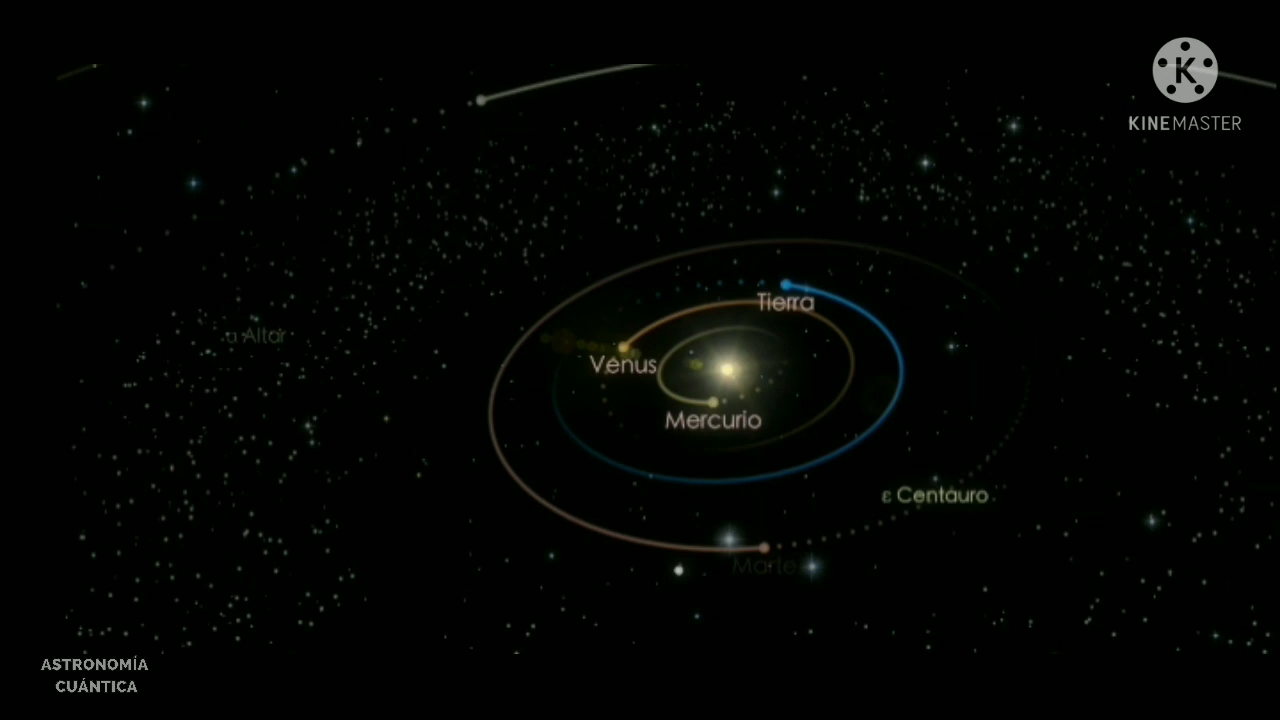 KINEMASTER
Tierra
α Altar
Venus
Mercurio
ε Centauro
Marte
ASTRONOMÍA
CUÁNTICA